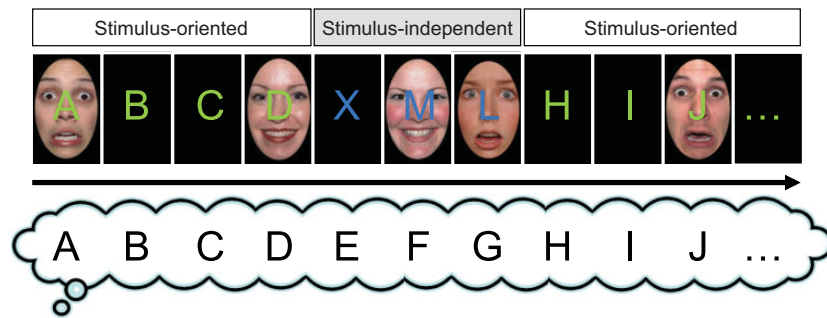 Stimulus-oriented Stimulus-independent Stimulus-oriented
A B C D X M L H I J ...
A B C D E F G H I J ...